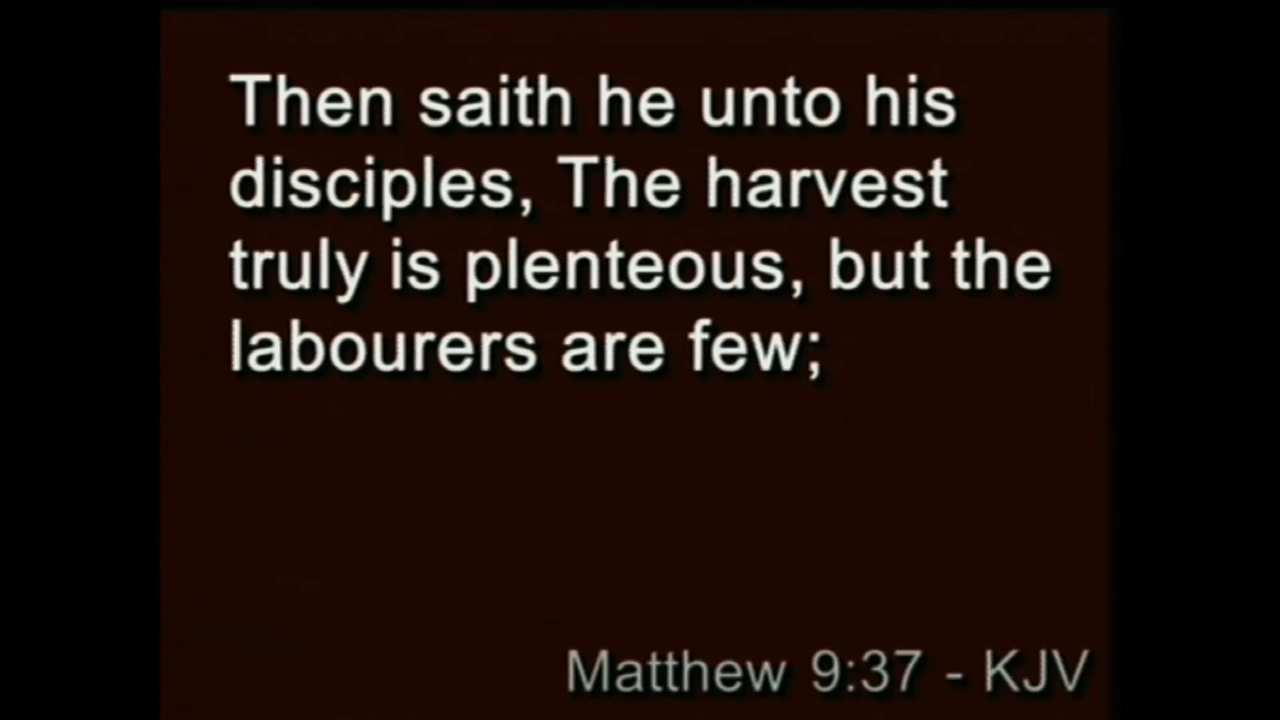 Then saith he unto his
disciples, The harvest
truly is plenteous, but the
labourers are few;
Matthew 9:37 - KJV